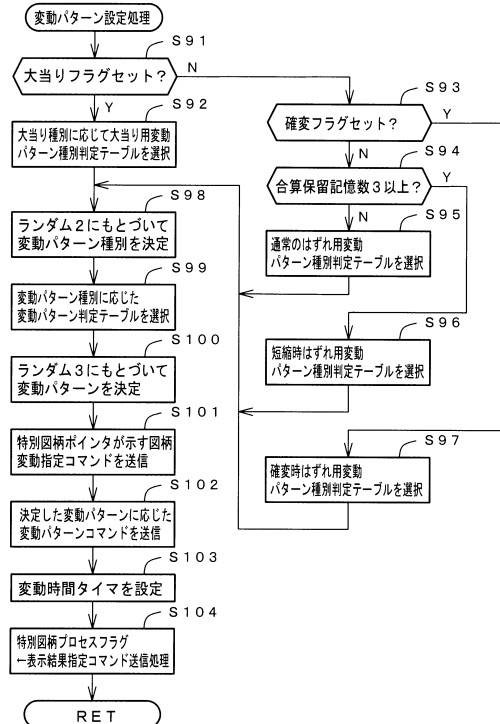 変動パターン設定処理
S91
大当りフラグセット?
N
Y
S92
大当り種別に応じて大当り用変動
パターン種別判定テーブルを選択
S93
確変フラグセット?
Y
N
S94
合算保留記憶数3以上?
Y
N
S95
通常のはずれ用変動
パターン種別判定テーブルを選択
S96
短縮時はずれ用変動
パターン種別判定テーブルを選択
S97
確変時はずれ用変動
パターン種別判定テーブルを選択
S98
ランダム2にもとづいて
変動パターン種別を決定
S99
変動パターン種別に応じた
変動パターン判定テーブルを選択
S100
ランダム3にもとづいて
変動パターンを決定
S101
特別図柄ポインタが示す図柄
変動指定コマンドを送信
S102
決定した変動パターンに応じた
変動パターンコマンドを送信
S103
変動時間タイマを設定
S104
特別図柄プロセスフラグ
←表示結果指定コマンド送信処理
RET